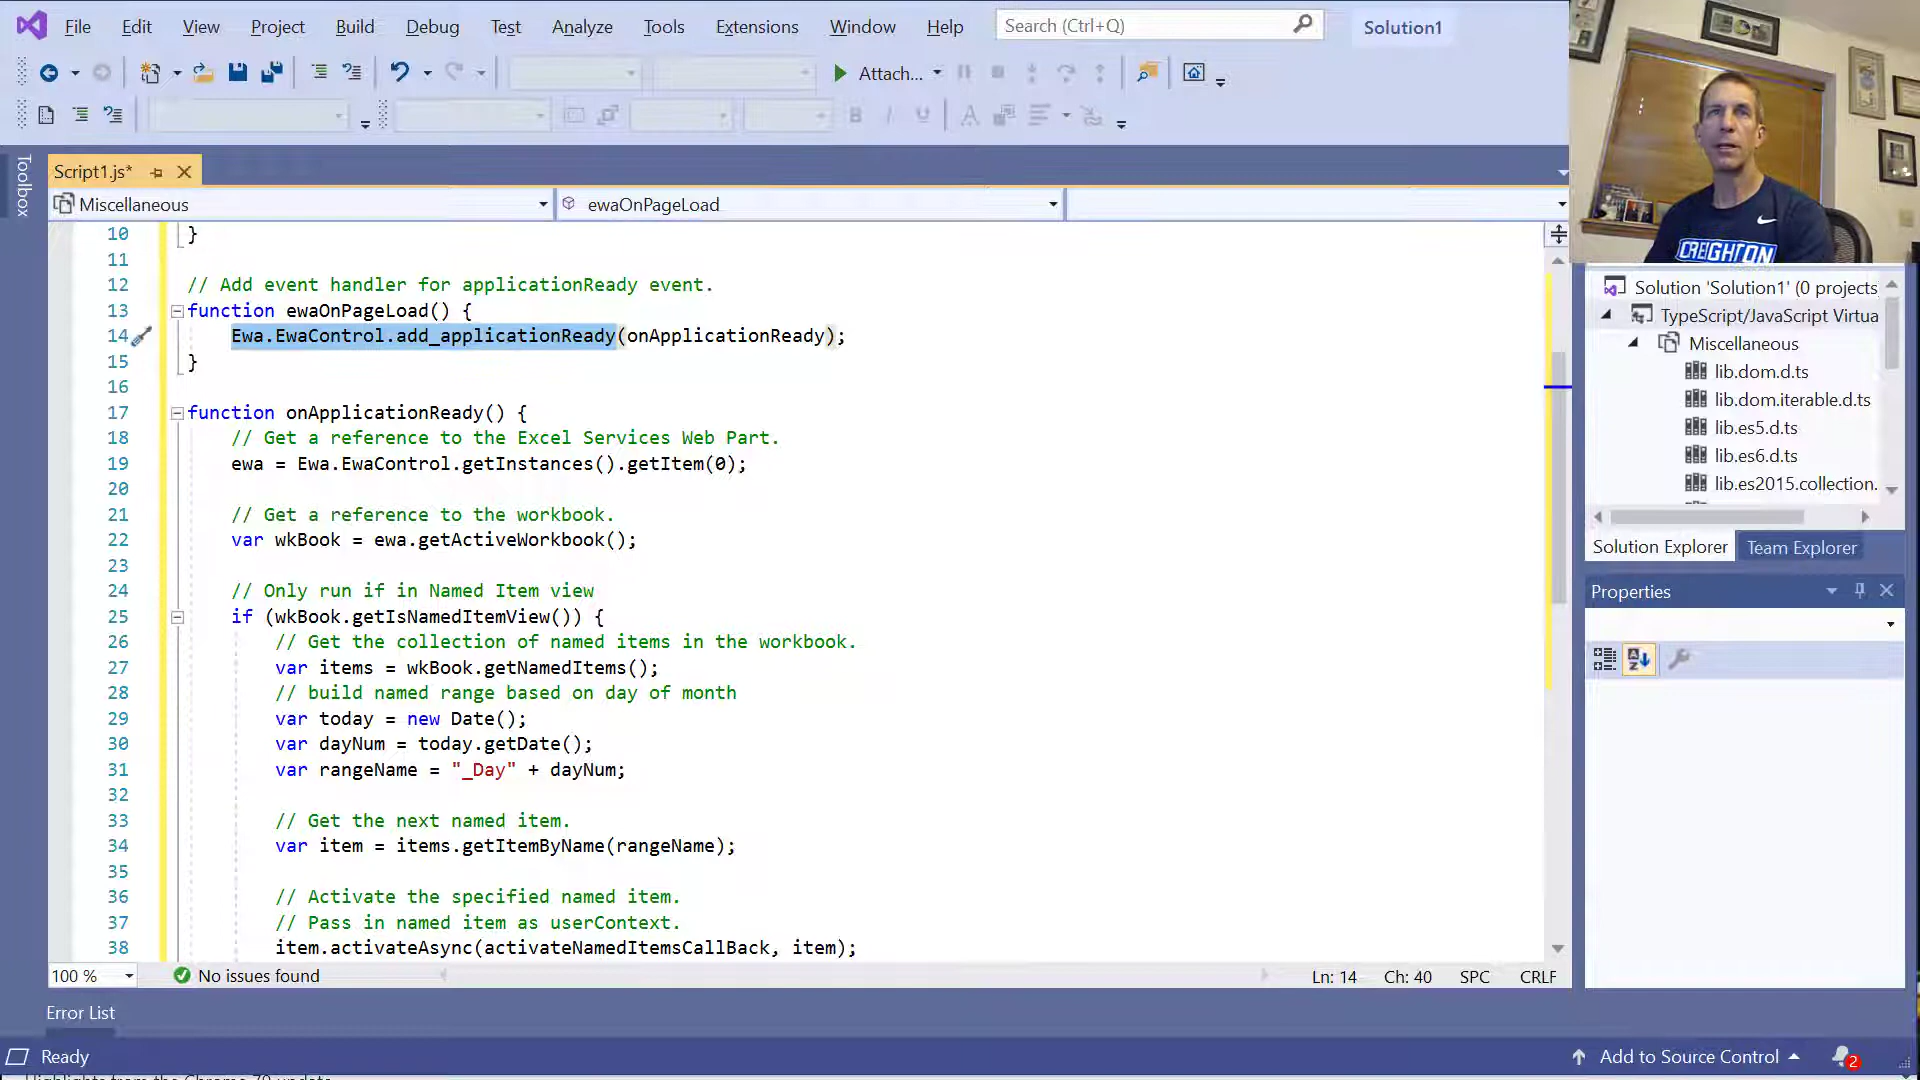 File Edit View Project Build Debug Test Analyze Tools Extensions Window Help Search (Ctrl+Q) Solution1
Attach...
Toolbox
Script1.js*
Miscellaneous ewaOnPageLoad
10 }
11
12 // Add event handler for applicationReady event.
13 function ewaOnPageLoad() {
14 Ewa.EwaControl.add_applicationReady(onApplicationReady);
15 }
16
17 function onApplicationReady() {
18 // Get a reference to the Excel Services Web Part.
19 ewa = Ewa.EwaControl.getInstances().getItem(0);
20
21 // Get a reference to the workbook.
22 var wkBook = ewa.getActiveWorkbook();
23
24 // Only run if in Named Item view
25 if (wkBook.getIsNamedItemView()) {
26 // Get the collection of named items in the workbook.
27 var items = wkBook.getNamedItems();
28 // build named range based on day of month
29 var today = new Date();
30 var dayNum = today.getDate();
31 var rangeName = "_Day" + dayNum;
32
33 // Get the next named item.
34 var item = items.getItemByName(rangeName);
35
36 // Activate the specified named item.
37 // Pass in named item as userContext.
38 item.activateAsync(activateNamedItemsCallBack, item);
100 % No issues found Ln: 14 Ch: 40 SPC CRLF
CREIGHTON
Solution 'Solution1' (0 projects
TypeScript/JavaScript Virtua
Miscellaneous
lib.dom.d.ts
lib.dom.iterable.d.ts
lib.es5.d.ts
lib.es6.d.ts
lib.es2015.collection.
Solution Explorer Team Explorer
Properties
Error List
Ready Add to Source Control 2